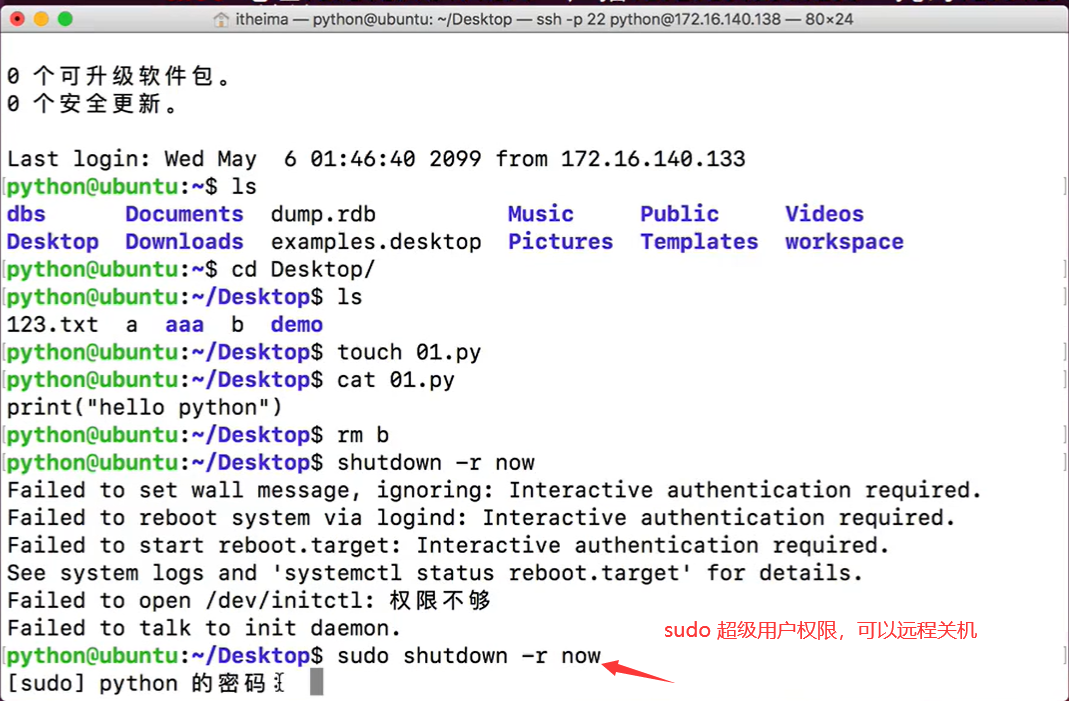 itheima — python@ubuntu: ~/Desktop — ssh -p 22 python@172.16.140.138 — 80×24
0 个可升级软件包。
0 个安全更新。
Last login: Wed May  6 01:46:40 2099 from 172.16.140.133
[python@ubuntu:~$ ls ]
dbs Documents dump.rdb Music Public Videos
Desktop Downloads examples.desktop Pictures Templates workspace
[python@ubuntu:~$ cd Desktop/ ]
[python@ubuntu:~/Desktop$ ls ]
123.txt a aaa b demo
[python@ubuntu:~/Desktop$ touch 01.py ]
[python@ubuntu:~/Desktop$ cat 01.py ]
print("hello python")
[python@ubuntu:~/Desktop$ rm b ]
[python@ubuntu:~/Desktop$ shutdown -r now ]
Failed to set wall message, ignoring: Interactive authentication required.
Failed to reboot system via logind: Interactive authentication required.
Failed to start reboot.target: Interactive authentication required.
See system logs and 'systemctl status reboot.target' for details.
Failed to open /dev/initctl: 权限不够
Failed to talk to init daemon.
sudo 超级用户权限，可以远程关机
[python@ubuntu:~/Desktop$ sudo shutdown -r now ]
[sudo] python 的密码：